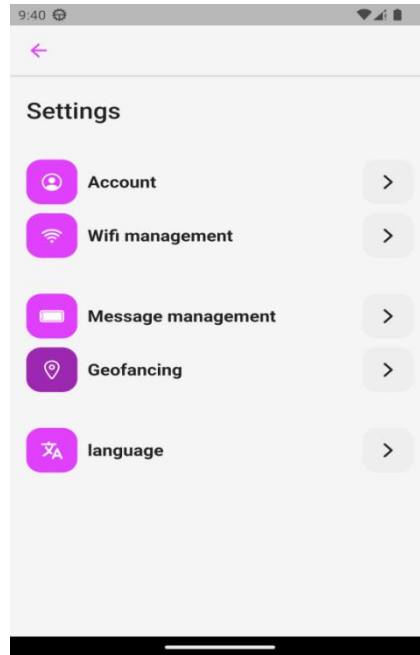 9:40
Settings
Account
Wifi management
Message management
Geofancing
language